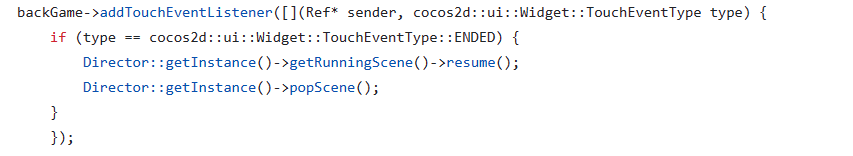 backGame->addTouchEventListener([](Ref* sender, cocos2d::ui::Widget::TouchEventType type) {
    if (type == cocos2d::ui::Widget::TouchEventType::ENDED) {
        Director::getInstance()->getRunningScene()->resume();
        Director::getInstance()->popScene();
    }
    });